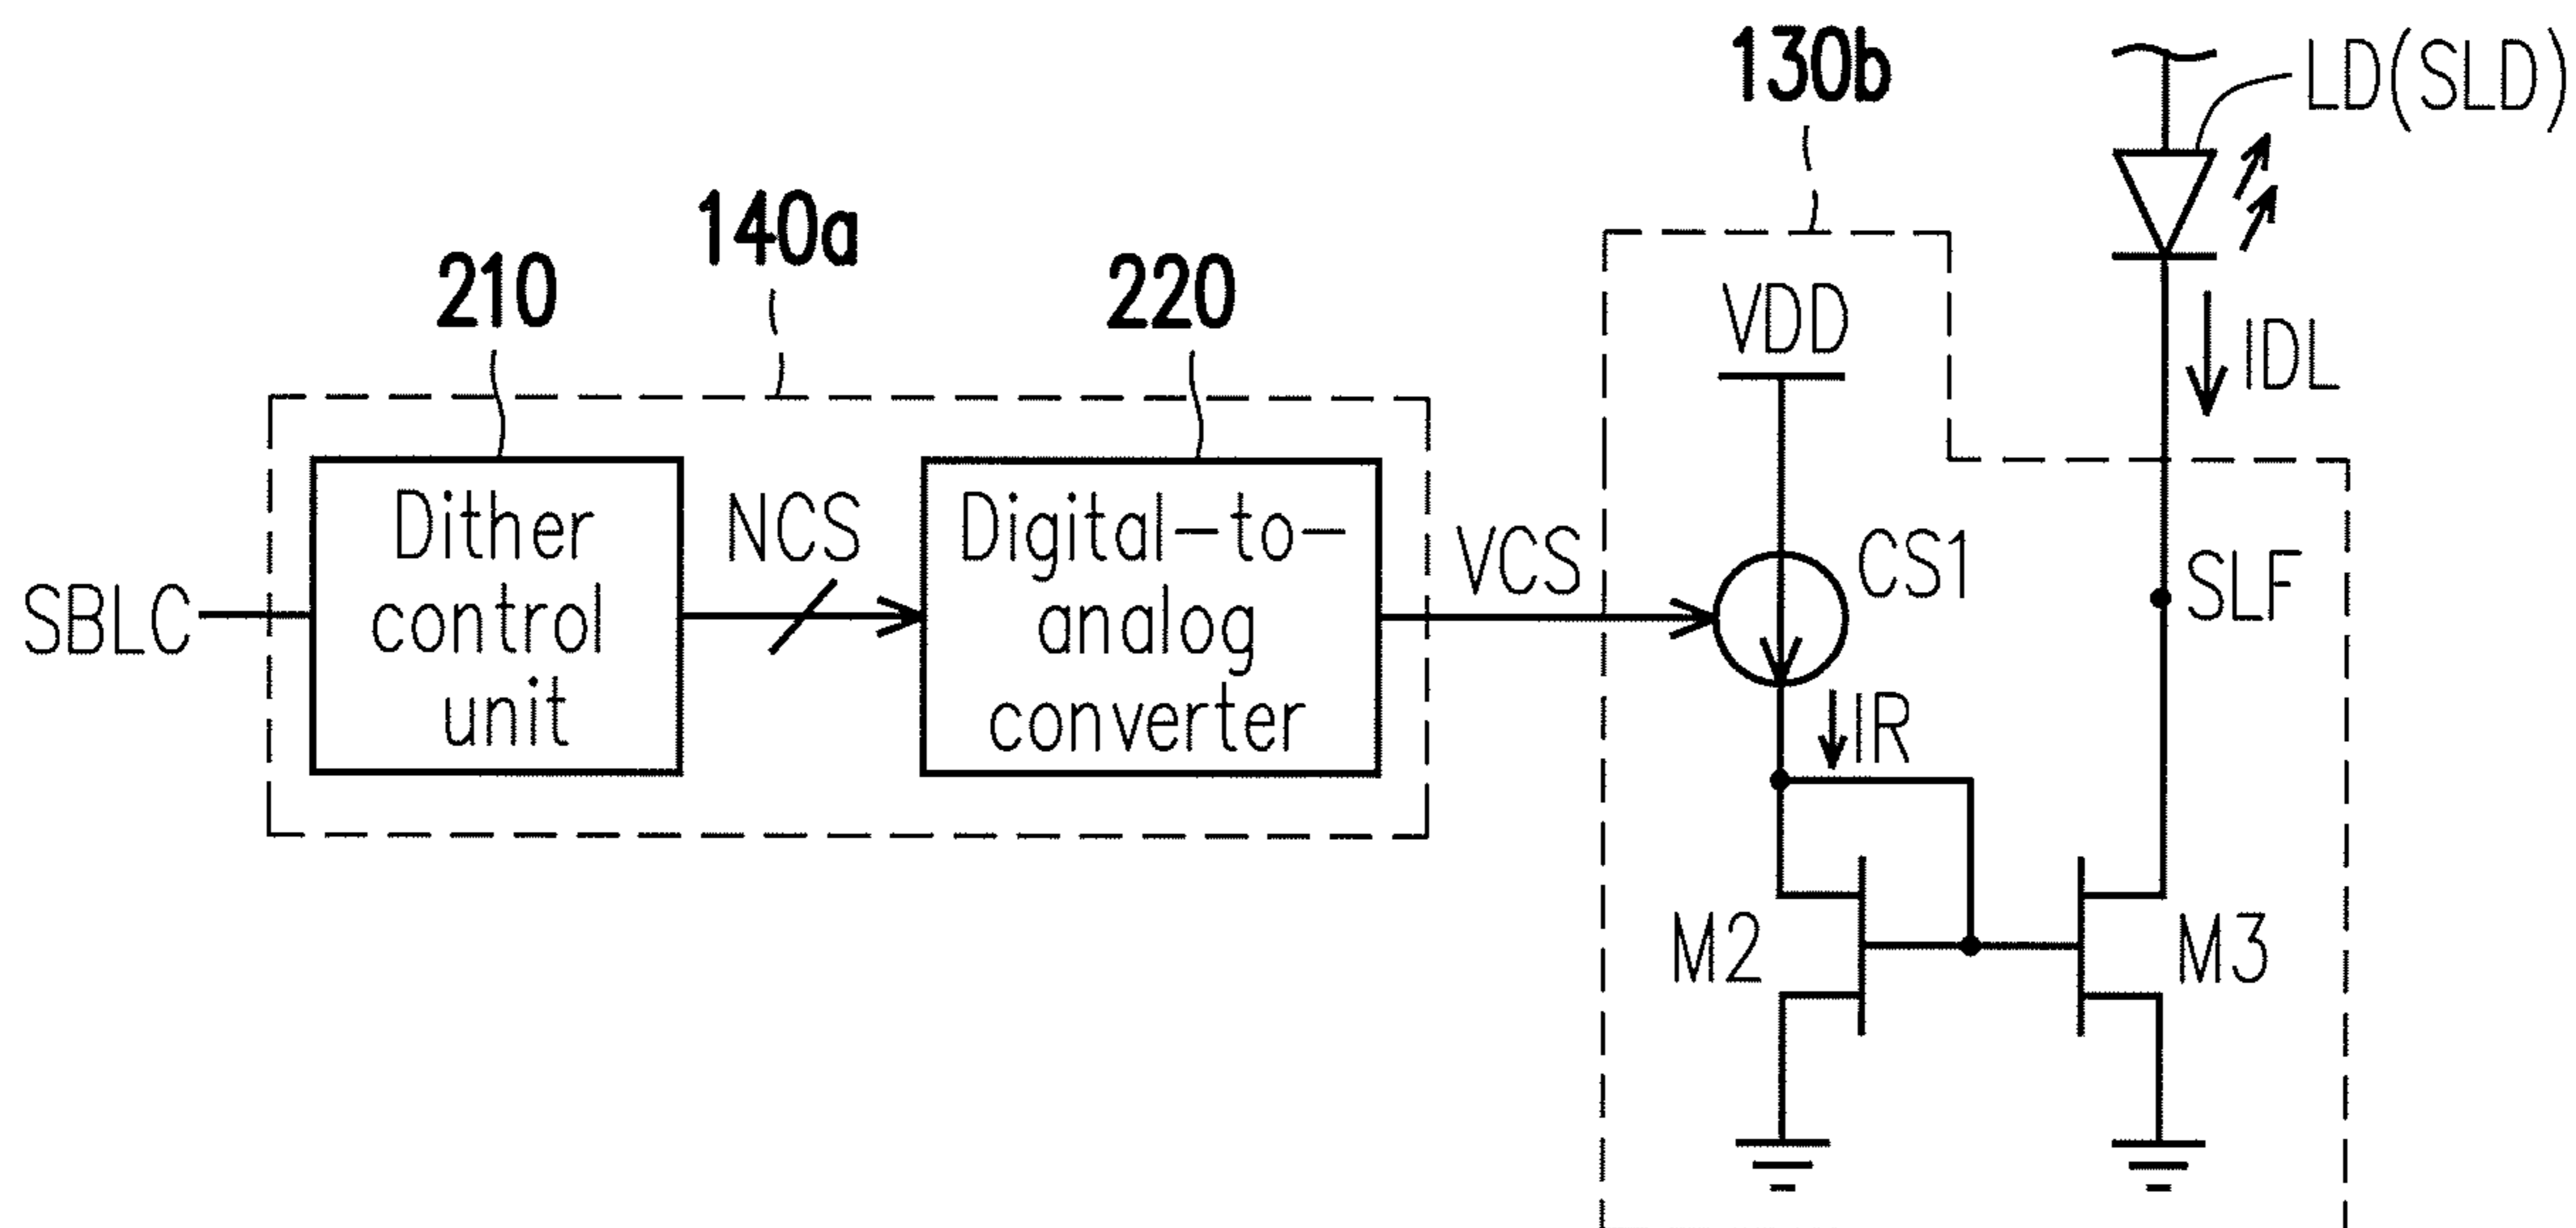 130b
LD(SLD)
140a
210
220
VDD
IDL
Dither
control
unit
NCS
Digital-to-
analog
converter
VCS
CS1
SLF
SBLC
IR
M2
M3